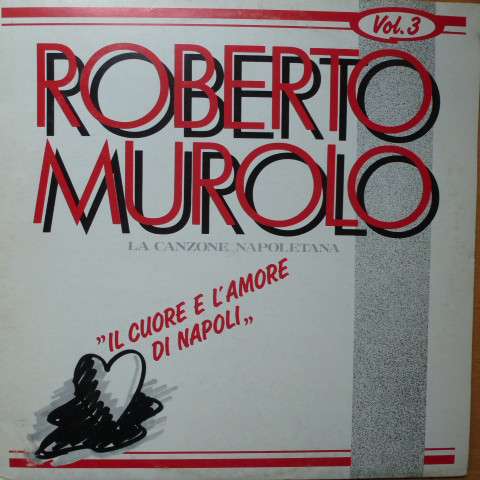 Vol. 3
ROBERTO
MUROLO
LA CANZONE NAPOLETANA
"IL CUORE E L'AMORE
DI NAPOLI"